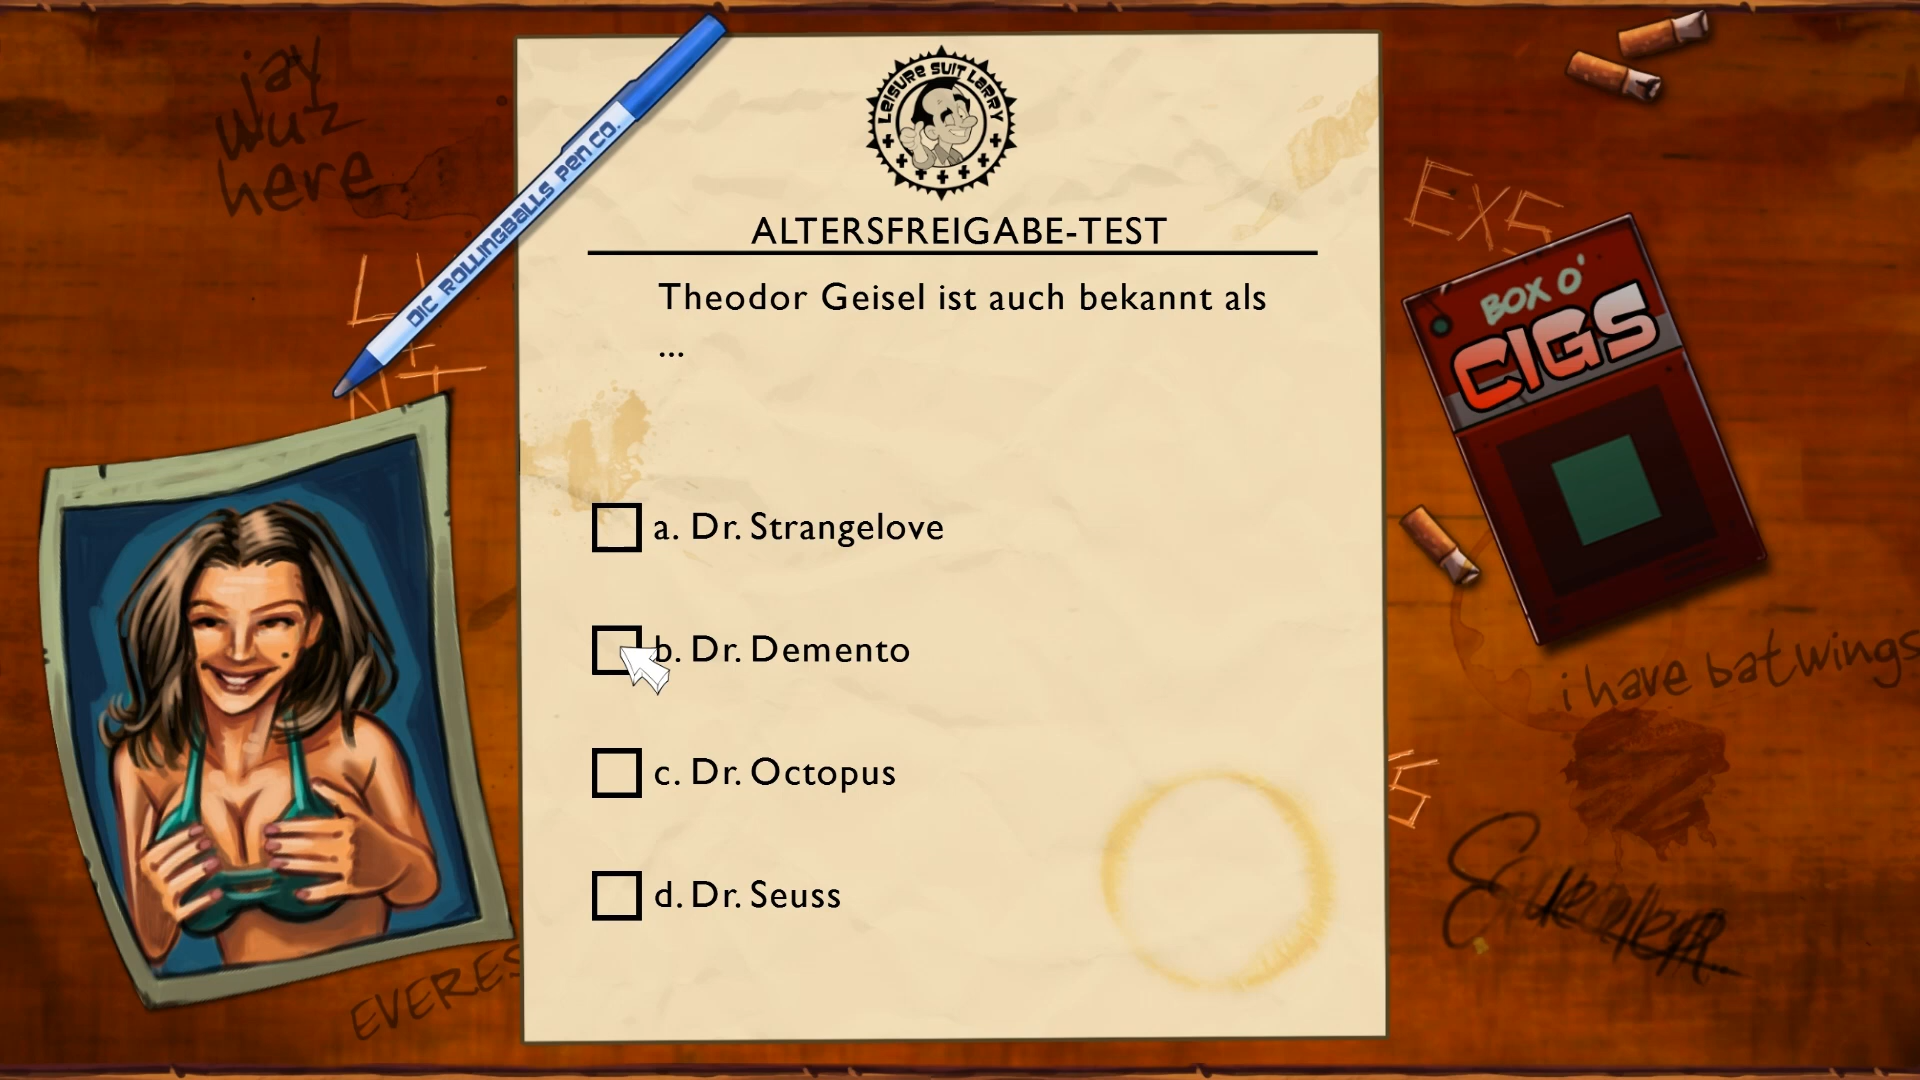 jay
wuz
here
DIC ROLLINGBALLS PEN CO.
LEISURE SUIT LARRY
ALTERSFREIGABE-TEST
Theodor Geisel ist auch bekannt als
...
a. Dr. Strangelove
b. Dr. Demento
c. Dr. Octopus
d. Dr. Seuss
BOX O'
CIGS
i have batwings
EVERES